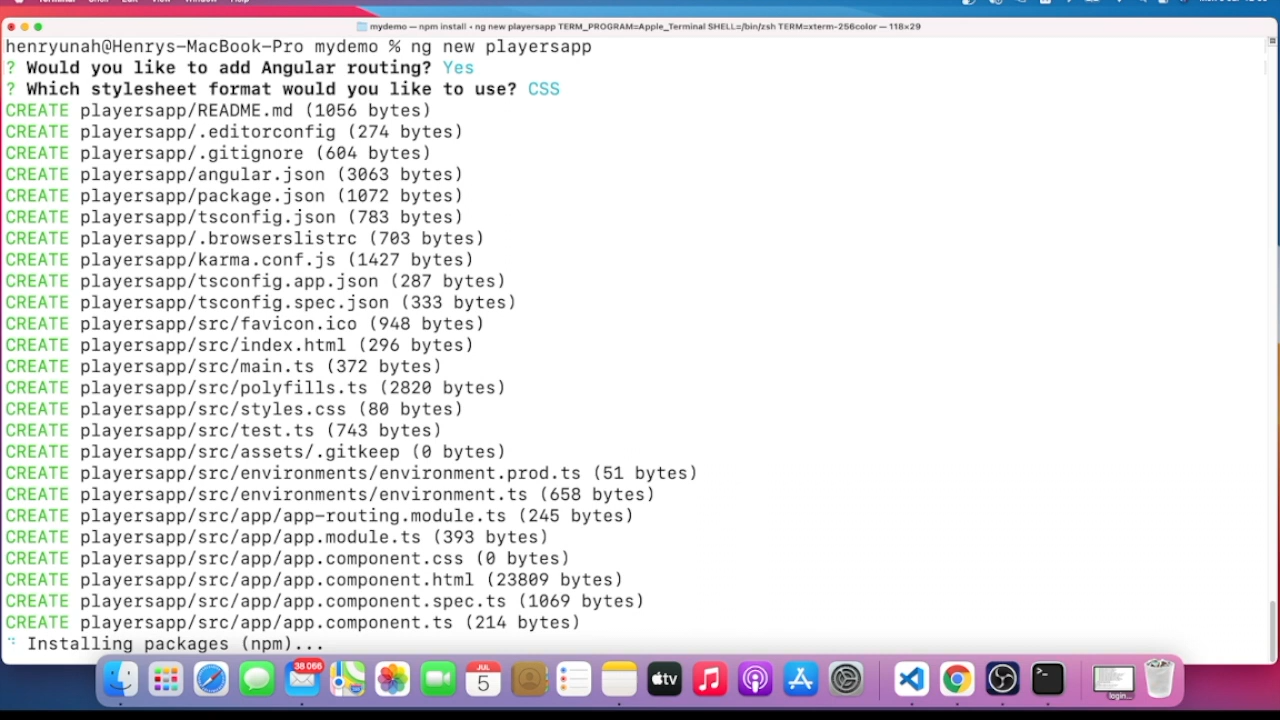 mydemo — npm install ◂ ng new playersapp TERM_PROGRAM=Apple_Terminal SHELL=/bin/zsh TERM=xterm-256color — 118×29
henryunah@Henrys-MacBook-Pro mydemo % ng new playersapp
? Would you like to add Angular routing? Yes
? Which stylesheet format would you like to use? CSS
CREATE playersapp/README.md (1056 bytes)
CREATE playersapp/.editorconfig (274 bytes)
CREATE playersapp/.gitignore (604 bytes)
CREATE playersapp/angular.json (3063 bytes)
CREATE playersapp/package.json (1072 bytes)
CREATE playersapp/tsconfig.json (783 bytes)
CREATE playersapp/.browserslistrc (703 bytes)
CREATE playersapp/karma.conf.js (1427 bytes)
CREATE playersapp/tsconfig.app.json (287 bytes)
CREATE playersapp/tsconfig.spec.json (333 bytes)
CREATE playersapp/src/favicon.ico (948 bytes)
CREATE playersapp/src/index.html (296 bytes)
CREATE playersapp/src/main.ts (372 bytes)
CREATE playersapp/src/polyfills.ts (2820 bytes)
CREATE playersapp/src/styles.css (80 bytes)
CREATE playersapp/src/test.ts (743 bytes)
CREATE playersapp/src/assets/.gitkeep (0 bytes)
CREATE playersapp/src/environments/environment.prod.ts (51 bytes)
CREATE playersapp/src/environments/environment.ts (658 bytes)
CREATE playersapp/src/app/app-routing.module.ts (245 bytes)
CREATE playersapp/src/app/app.module.ts (393 bytes)
CREATE playersapp/src/app/app.component.css (0 bytes)
CREATE playersapp/src/app/app.component.html (23809 bytes)
CREATE playersapp/src/app/app.component.spec.ts (1069 bytes)
CREATE playersapp/src/app/app.component.ts (214 bytes)
Installing packages (npm)...
38 066
JUL
5
tv
login...